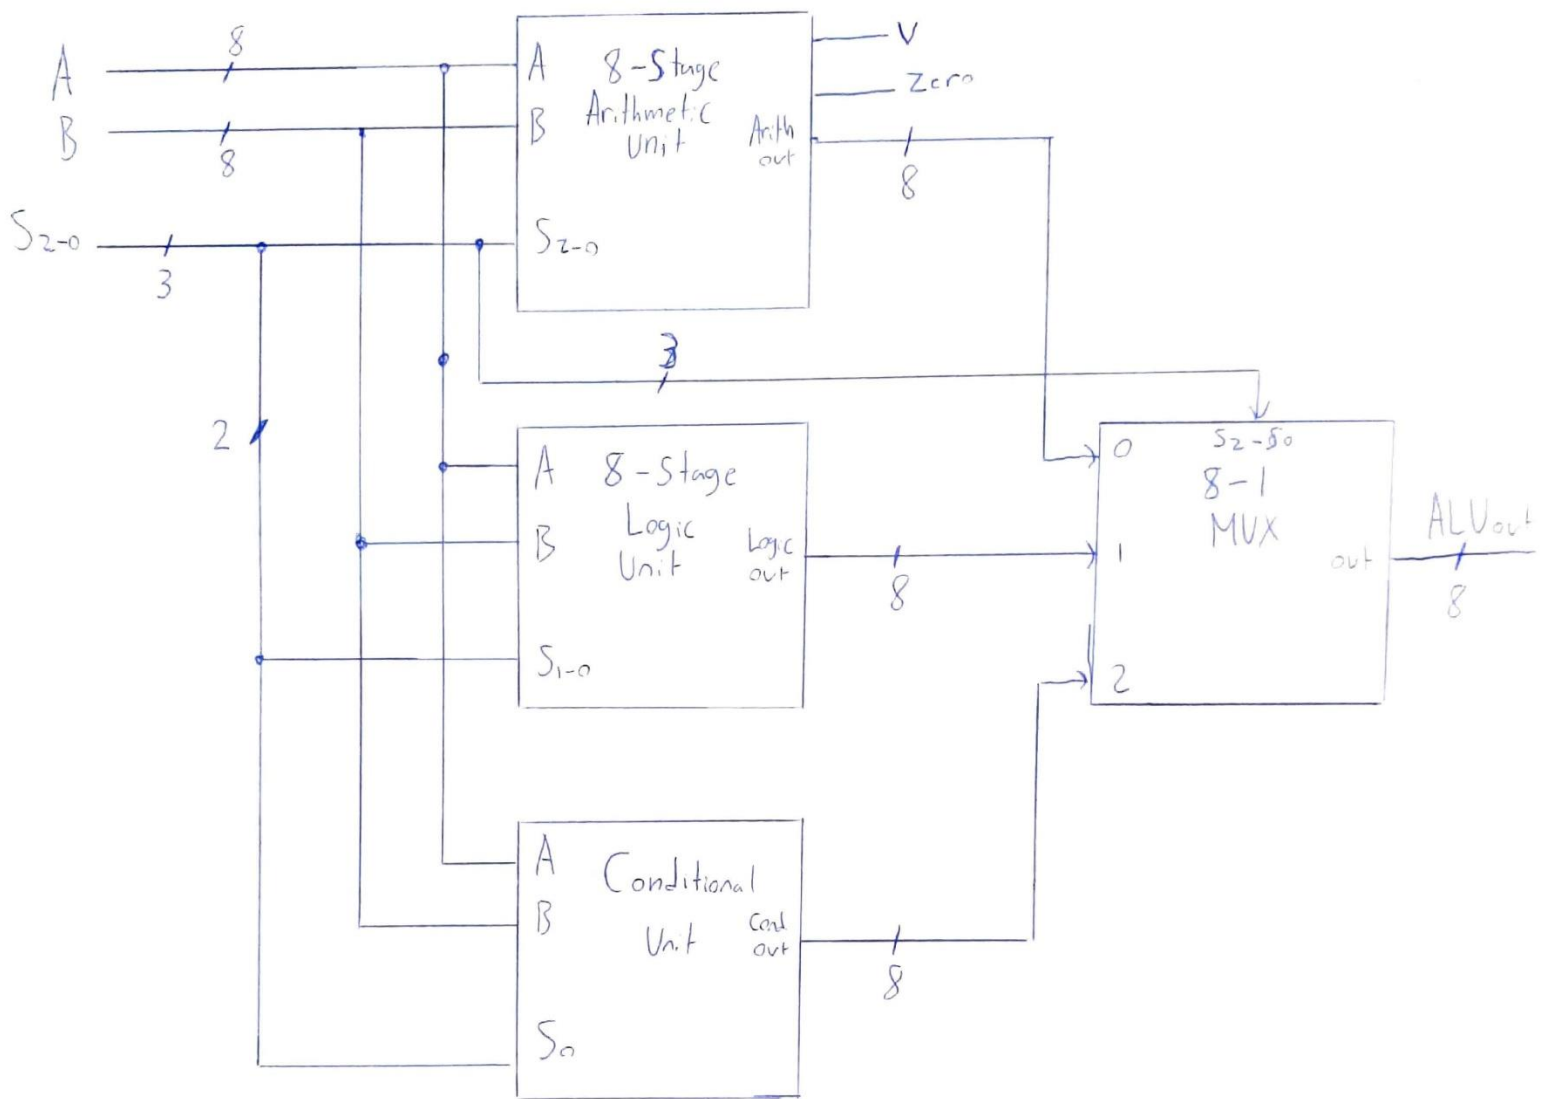 8
A
B
8
S2-0
3
A
8-Stage
Arithmetic
Unit
B
Arith
out
S2-0
V
Zero
8
3
2
A
8-Stage
Logic
Unit
B
Logic
out
S1-0
8
0
S2-S0
8-1
MUX
1
out
2
ALUout
8
A
Conditional
Unit
B
Cond
out
S0
8